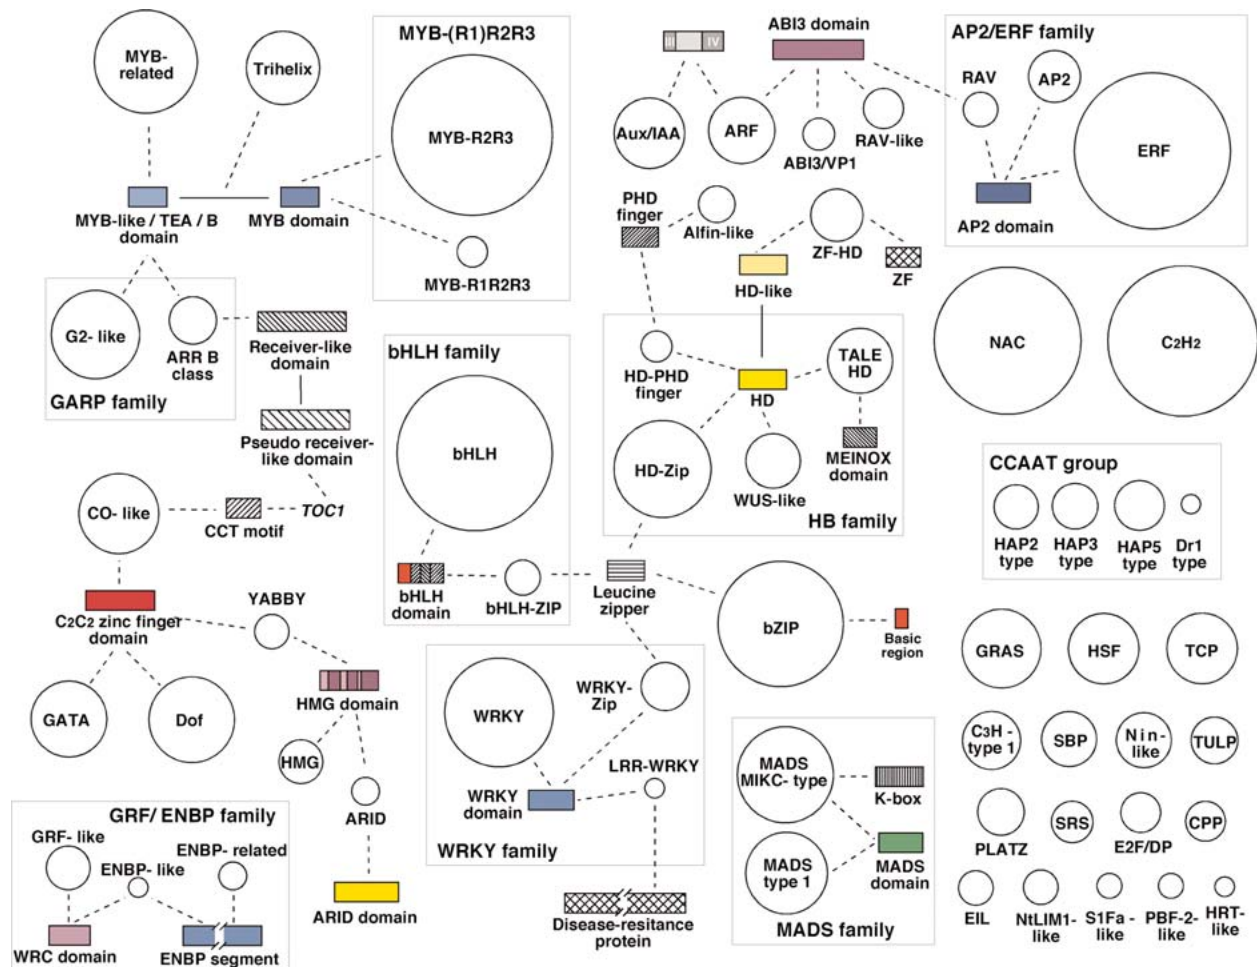 MYB-
related
Trihelix
MYB-(R1)R2R3
MYB-R2R3
MYB-R1R2R3
MYB-like / TEA / B
domain
MYB domain
III
IV
ABI3 domain
Aux/IAA
ARF
ABI3/VP1
RAV-like
AP2/ERF family
RAV
AP2
ERF
AP2 domain
PHD
finger
Alfin-like
ZF-HD
ZF
HD-like
G2- like
ARR B
class
GARP family
Receiver-like
domain
Pseudo receiver-
like domain
TOC1
CCT motif
CO- like
bHLH family
bHLH
bHLH
domain
bHLH-ZIP
HD-PHD
finger
HD
TALE
HD
HD-Zip
WUS-like
MEINOX
domain
HB family
NAC
C2H2
CCAAT group
HAP2
type
HAP3
type
HAP5
type
Dr1
type
C2C2 zinc finger
domain
YABBY
Leucine
zipper
bZIP
Basic
region
GATA
Dof
HMG domain
HMG
ARID
ARID domain
WRKY
WRKY-
Zip
LRR-WRKY
WRKY
domain
WRKY family
Disease-resitance
protein
MADS
MIKC- type
K-box
MADS
type 1
MADS
domain
MADS family
GRAS
HSF
TCP
C3H -
type 1
SBP
Nin-
like
TULP
PLATZ
SRS
E2F/DP
CPP
EIL
NtLIM1-
like
S1Fa -
like
PBF-2-
like
HRT-
like
GRF/ ENBP family
GRF- like
ENBP- like
ENBP- related
WRC domain
ENBP segment